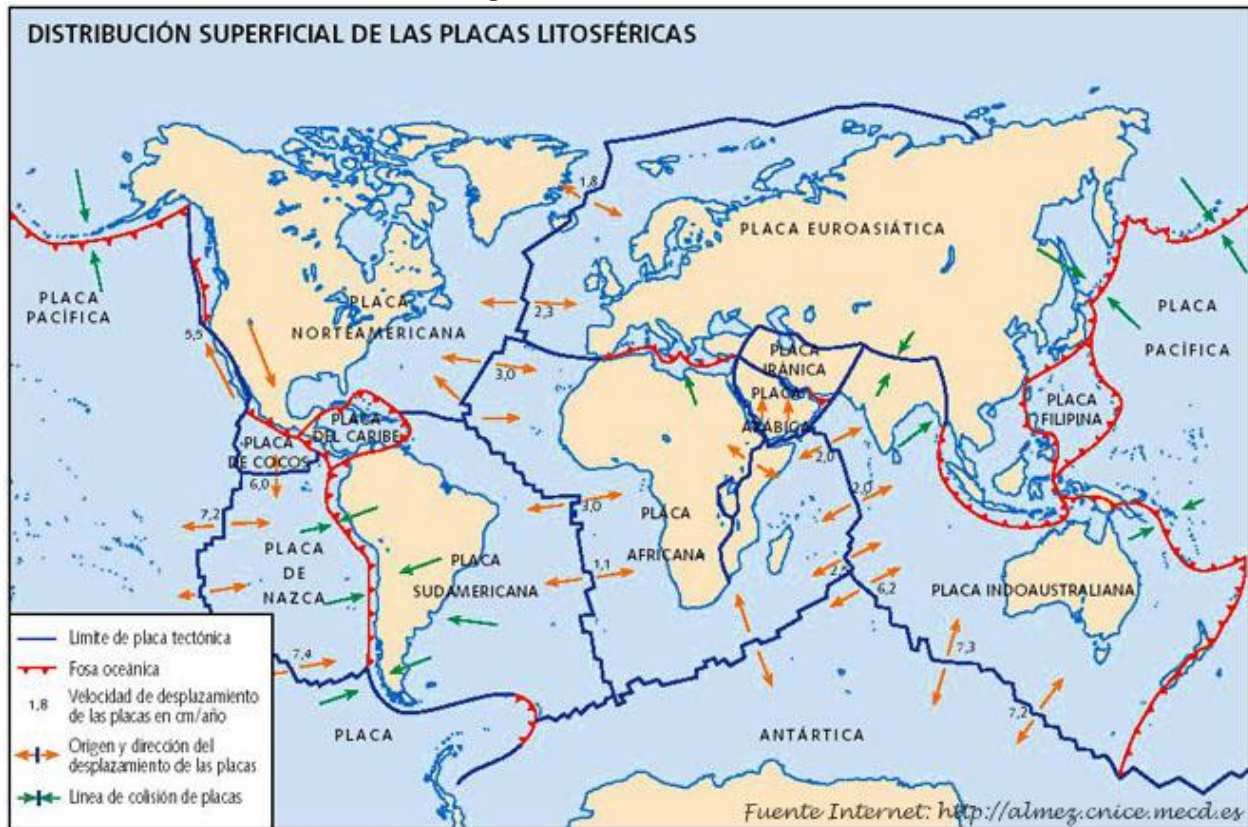 DISTRIBUCIÓN SUPERFICIAL DE LAS PLACAS LITOSFÉRICAS
1,8
PLACA EUROASIÁTICA
PLACA
PACÍFICA
PLACA
NORTEAMERICANA
2,3
PLACA
PACÍFICA
5,5
3,0
PLACA
IRÁNICA
PLACA
ARÁBICA
PLACA
FILIPINA
PLACA
DEL CARIBE
PLACA
DE COCOS
6,0
2,0
2,0
7,2
3,0
PLACA
AFRICANA
PLACA
DE
NAZCA
PLACA
SUDAMERICANA
1,1
6,2
PLACA INDOAUSTRALIANA
7,4
7,3
7,2
PLACA
ANTÁRTICA
Límite de placa tectónica
Fosa oceánica
1,8
Velocidad de desplazamiento
de las placas en cm/año
Origen y dirección del
desplazamiento de las placas
Línea de colisión de placas
Fuente Internet: http://almez.cnice.mecd.es